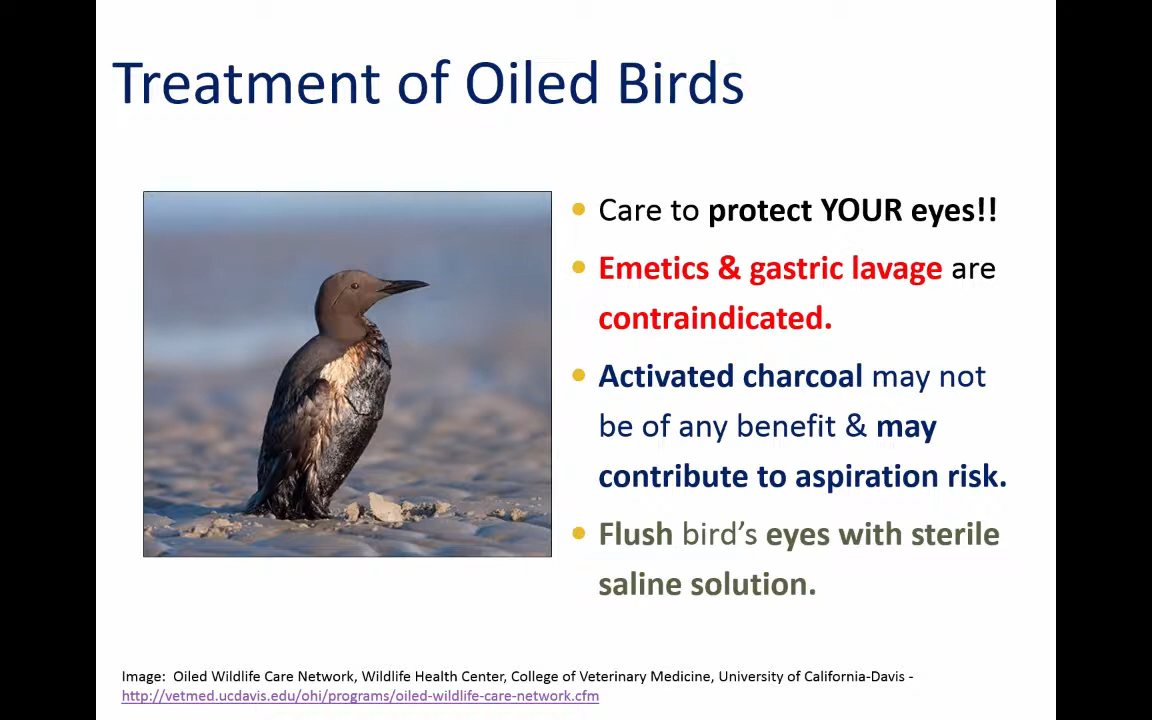 Treatment of Oiled Birds
Care to protect YOUR eyes!!
Emetics & gastric lavage are
contraindicated.
Activated charcoal may not
be of any benefit & may
contribute to aspiration risk.
Flush bird’s eyes with sterile
saline solution.
Image:  Oiled Wildlife Care Network, Wildlife Health Center, College of Veterinary Medicine, University of California-Davis -
http://vetmed.ucdavis.edu/ohi/programs/oiled-wildlife-care-network.cfm